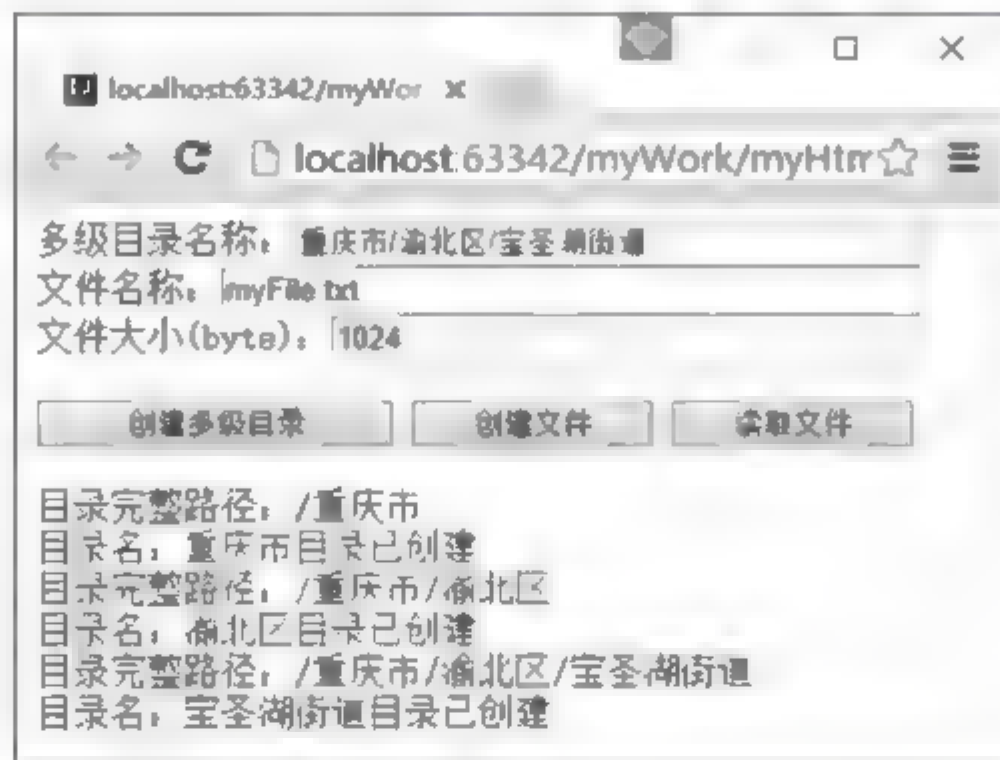 localhost:63342/myWor
localhost:63342/myWork/myHtm
多级目录名称：重庆市/渝北区/宝圣湖街道
文件名称：myFile.txt
文件大小(byte)：1024
创建多级目录 创建文件 读取文件
目录完整路径：/重庆市
目录名：重庆市目录已创建
目录完整路径：/重庆市/渝北区
目录名：渝北区目录已创建
目录完整路径：/重庆市/渝北区/宝圣湖街道
目录名：宝圣湖街道目录已创建